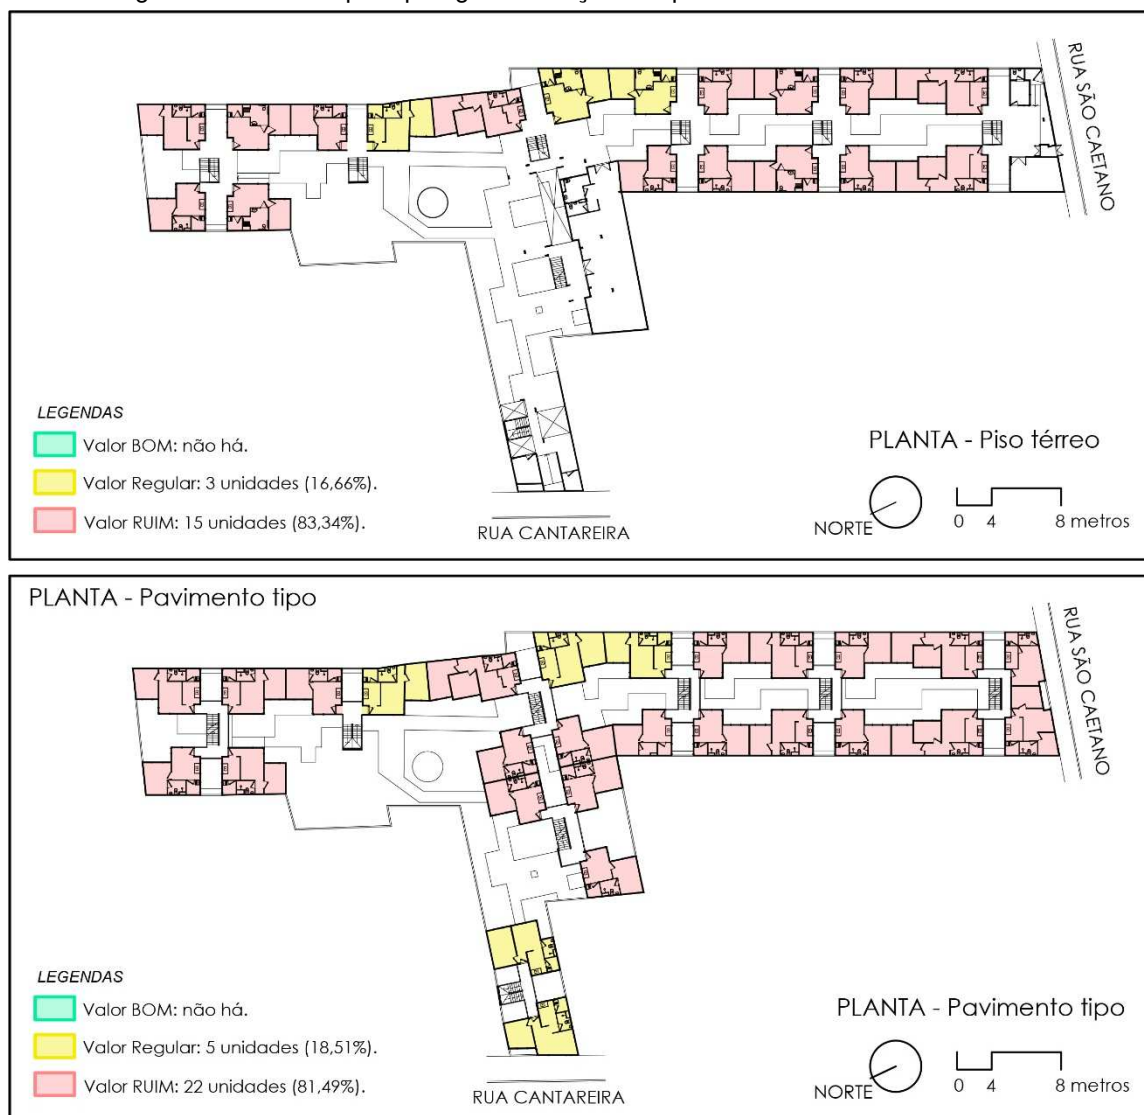 RUA SÃO CAETANO
LEGENDAS
Valor BOM: não há.
Valor Regular: 3 unidades (16,66%).
Valor RUIM: 15 unidades (83,34%).
RUA CANTAREIRA
PLANTA - Piso térreo
NORTE
0 4 8 metros
PLANTA - Pavimento tipo
RUA SÃO CAETANO
LEGENDAS
Valor BOM: não há.
Valor Regular: 5 unidades (18,51%).
Valor RUIM: 22 unidades (81,49%).
RUA CANTAREIRA
PLANTA - Pavimento tipo
NORTE
0 4 8 metros